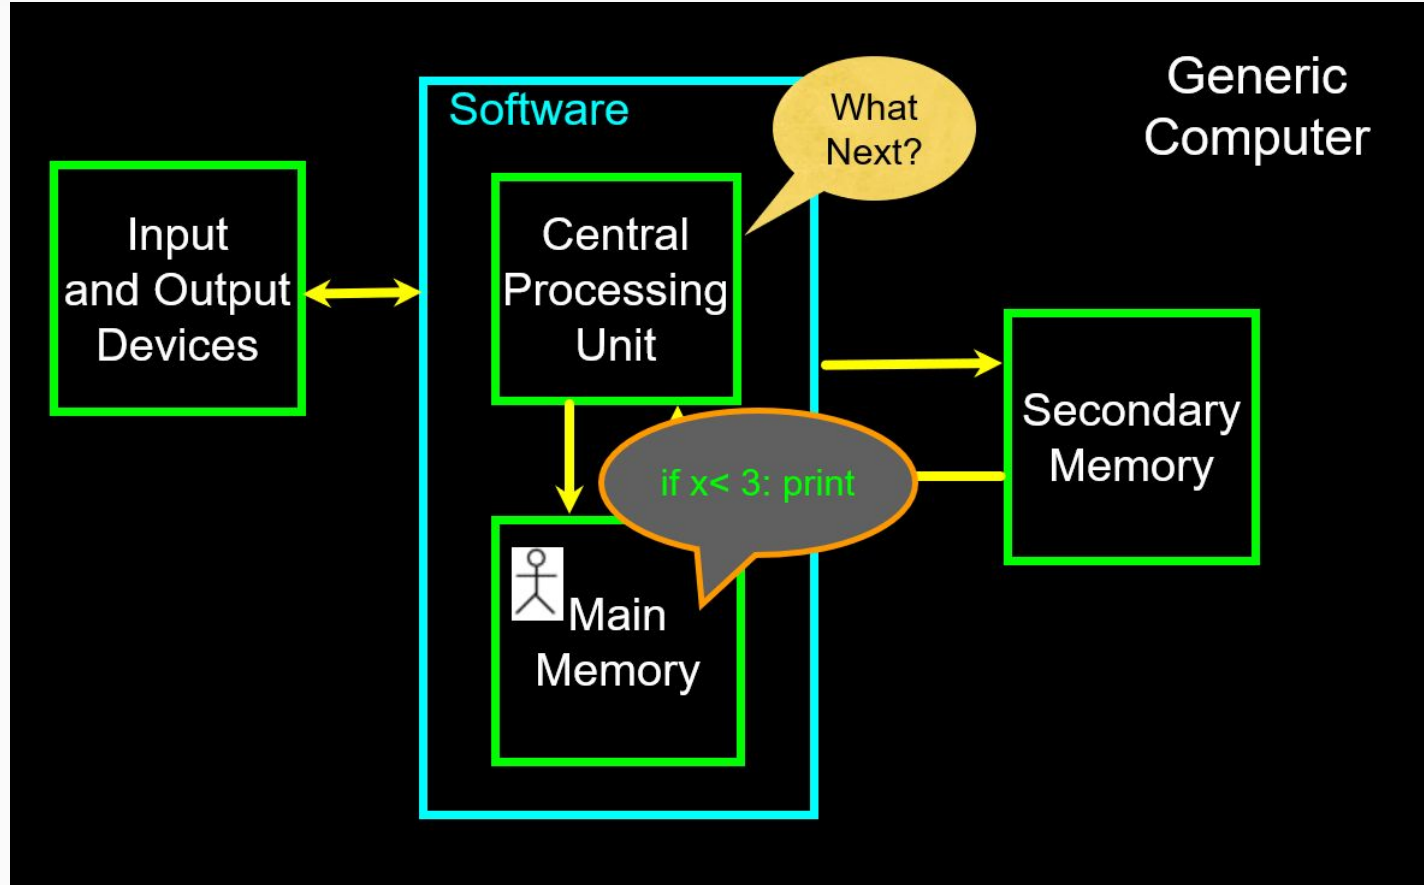 Generic
Computer
Software
What
Next?
Input
and Output
Devices
Central
Processing
Unit
Secondary
Memory
if x< 3: print
Main
Memory